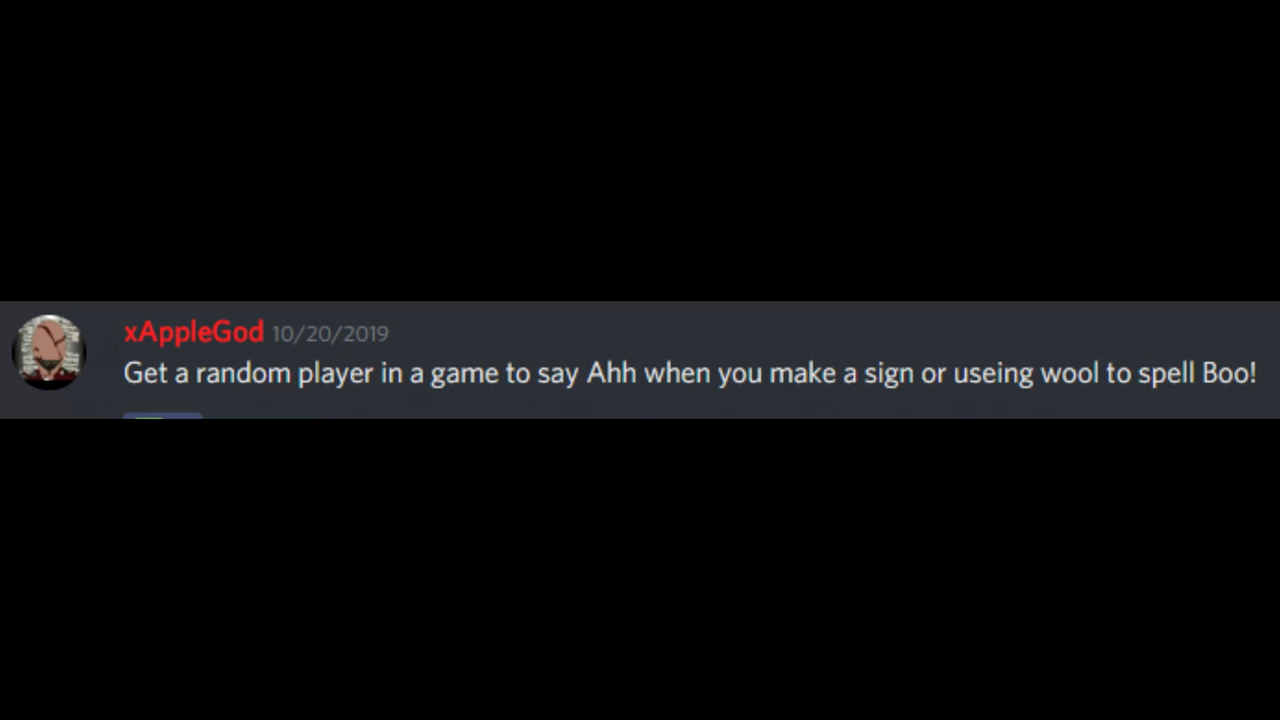 xAppleGod 10/20/2019
Get a random player in a game to say Ahh when you make a sign or useing wool to spell Boo!